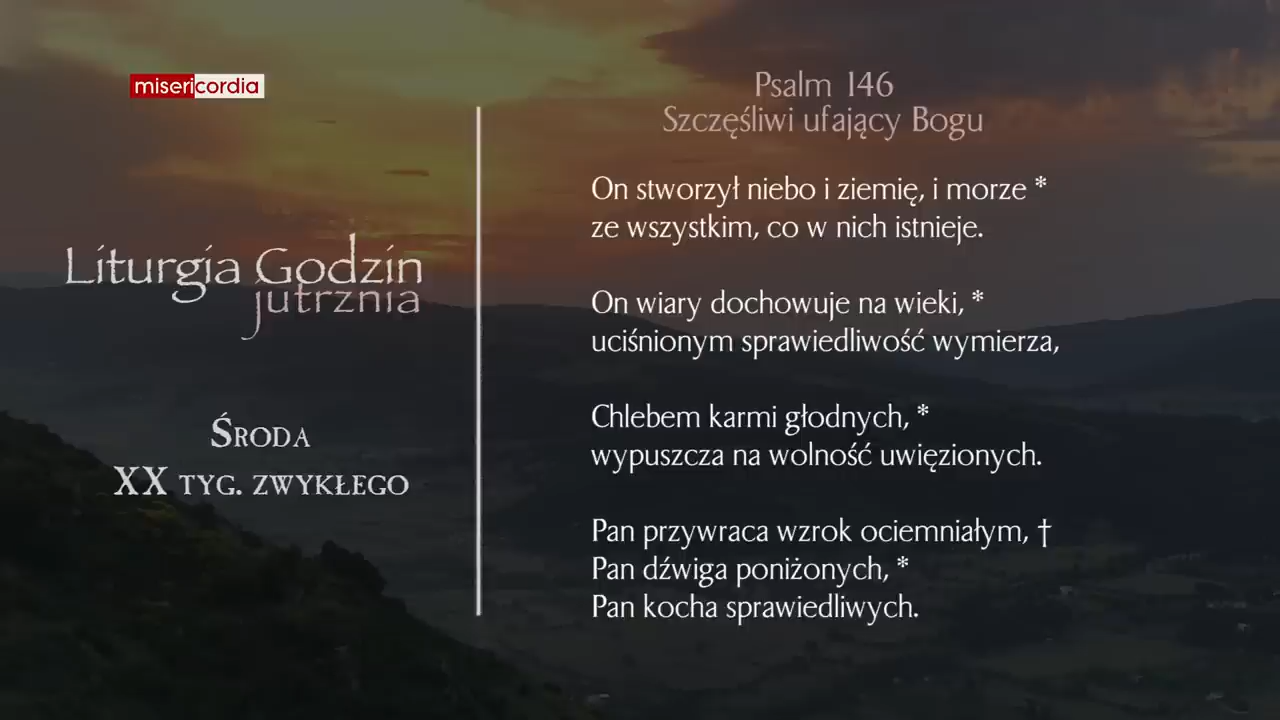 misericordia
Liturgia Godzin
jutrznia
Środa
XX tyg. zwykłego
Psalm 146
Szczęśliwi ufający Bogu
On stworzył niebo i ziemię, i morze *
ze wszystkim, co w nich istnieje.
On wiary dochowuje na wieki, *
uciśnionym sprawiedliwość wymierza,
Chlebem karmi głodnych, *
wypuszcza na wolność uwięzionych.
Pan przywraca wzrok ociemniałym, †
Pan dźwiga poniżonych, *
Pan kocha sprawiedliwych.